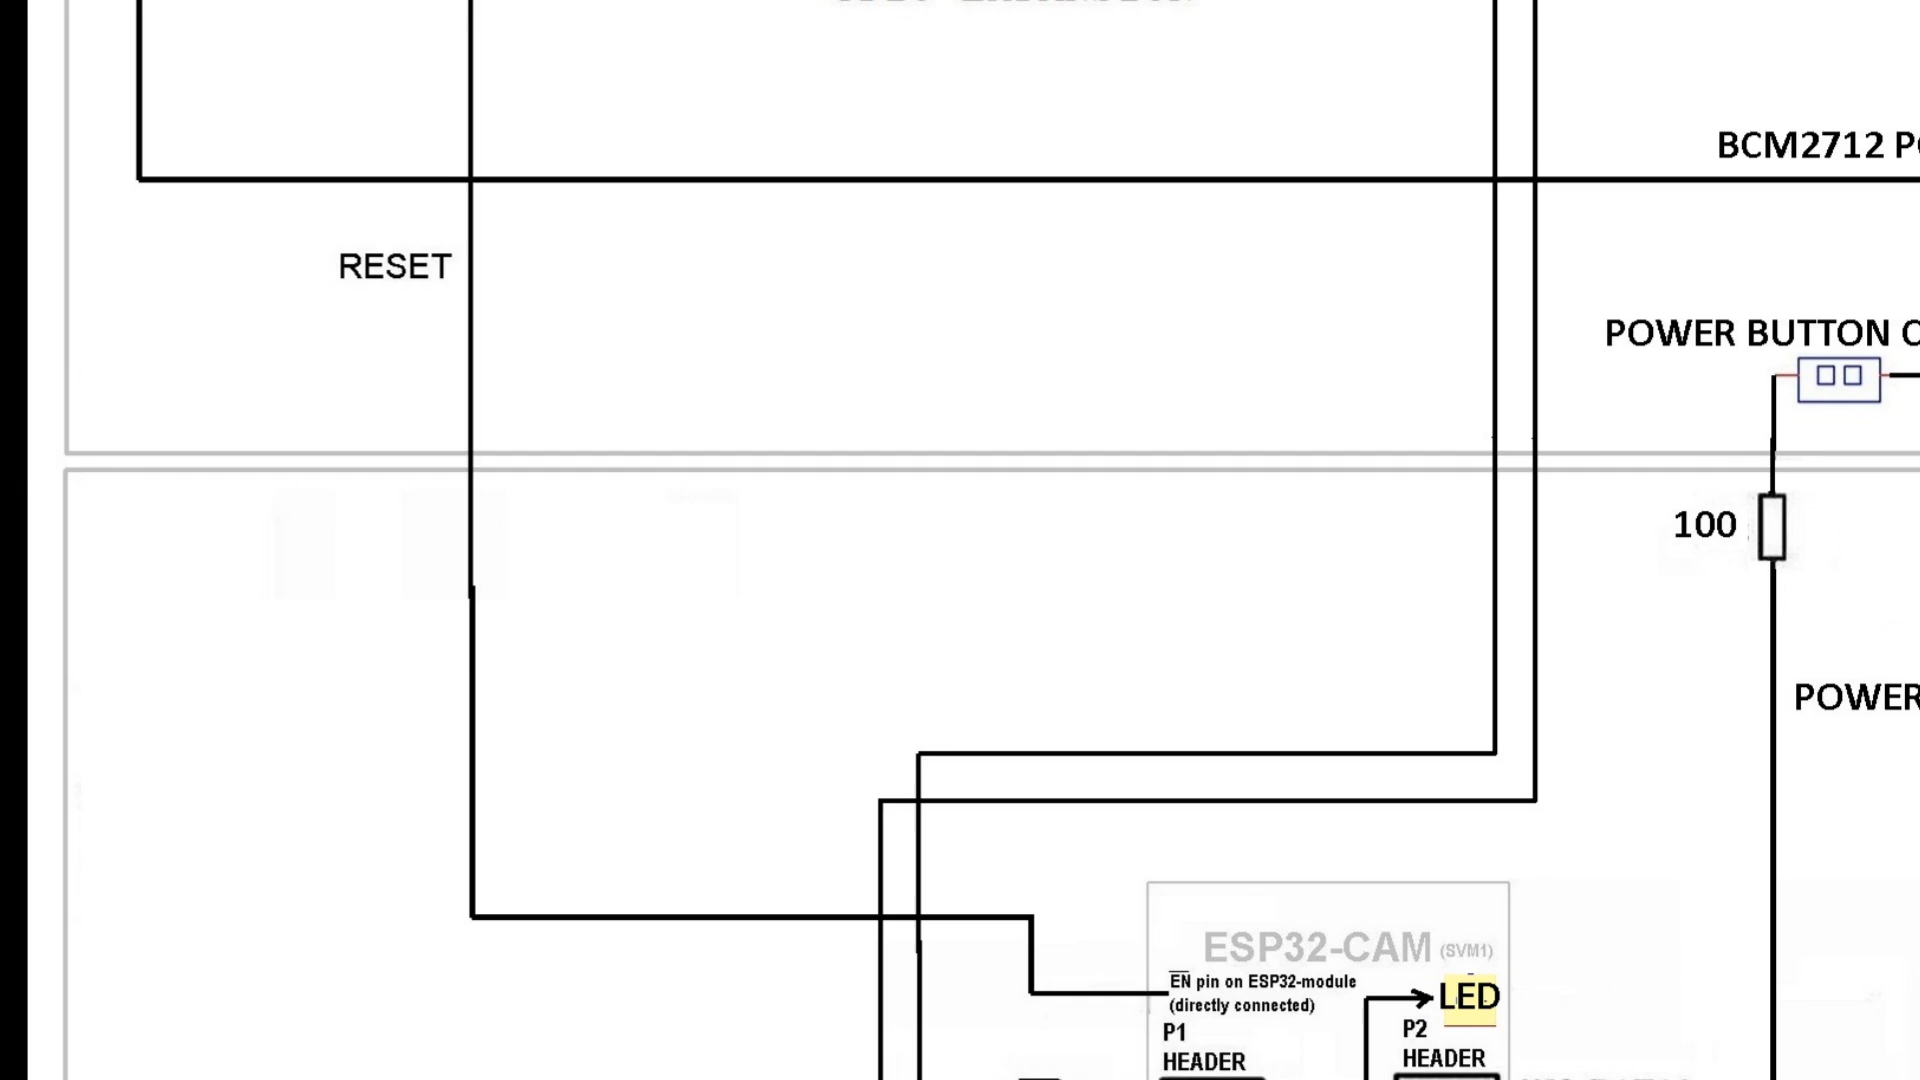 BCM2712
RESET
POWER BUTTON
100
POWER
ESP32-CAM (SVM1)
EN pin on ESP32-module
(directly connected)
LED
P1
HEADER
P2
HEADER